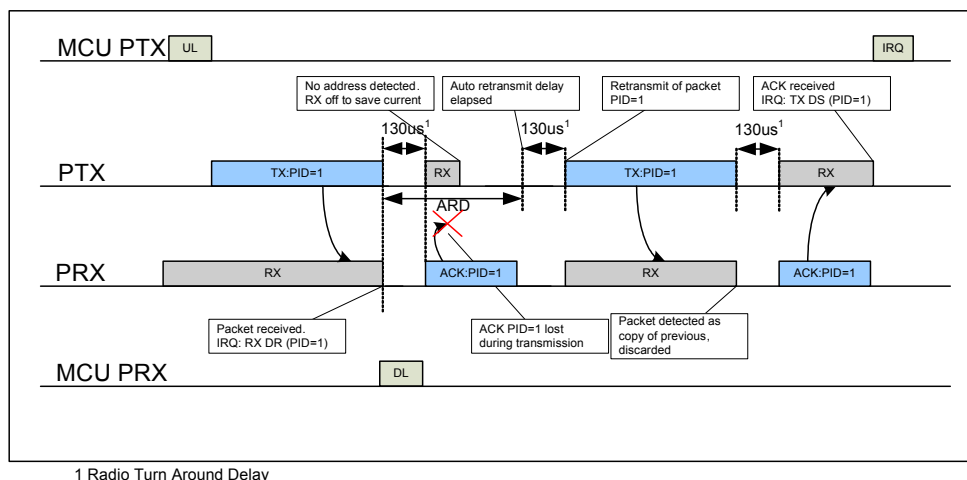 MCU PTX
UL
IRQ
No address detected.
RX off to save current
Auto retransmit delay
elapsed
Retransmit of packet
PID=1
ACK received
IRQ: TX DS (PID=1)
130us1
130us1
130us1
PTX
TX:PID=1
RX
TX:PID=1
RX
ARD
PRX
RX
ACK:PID=1
RX
ACK:PID=1
Packet received.
IRQ: RX DR (PID=1)
ACK PID=1 lost
during transmission
Packet detected as
copy of previous,
discarded
MCU PRX
DL
1 Radio Turn Around Delay